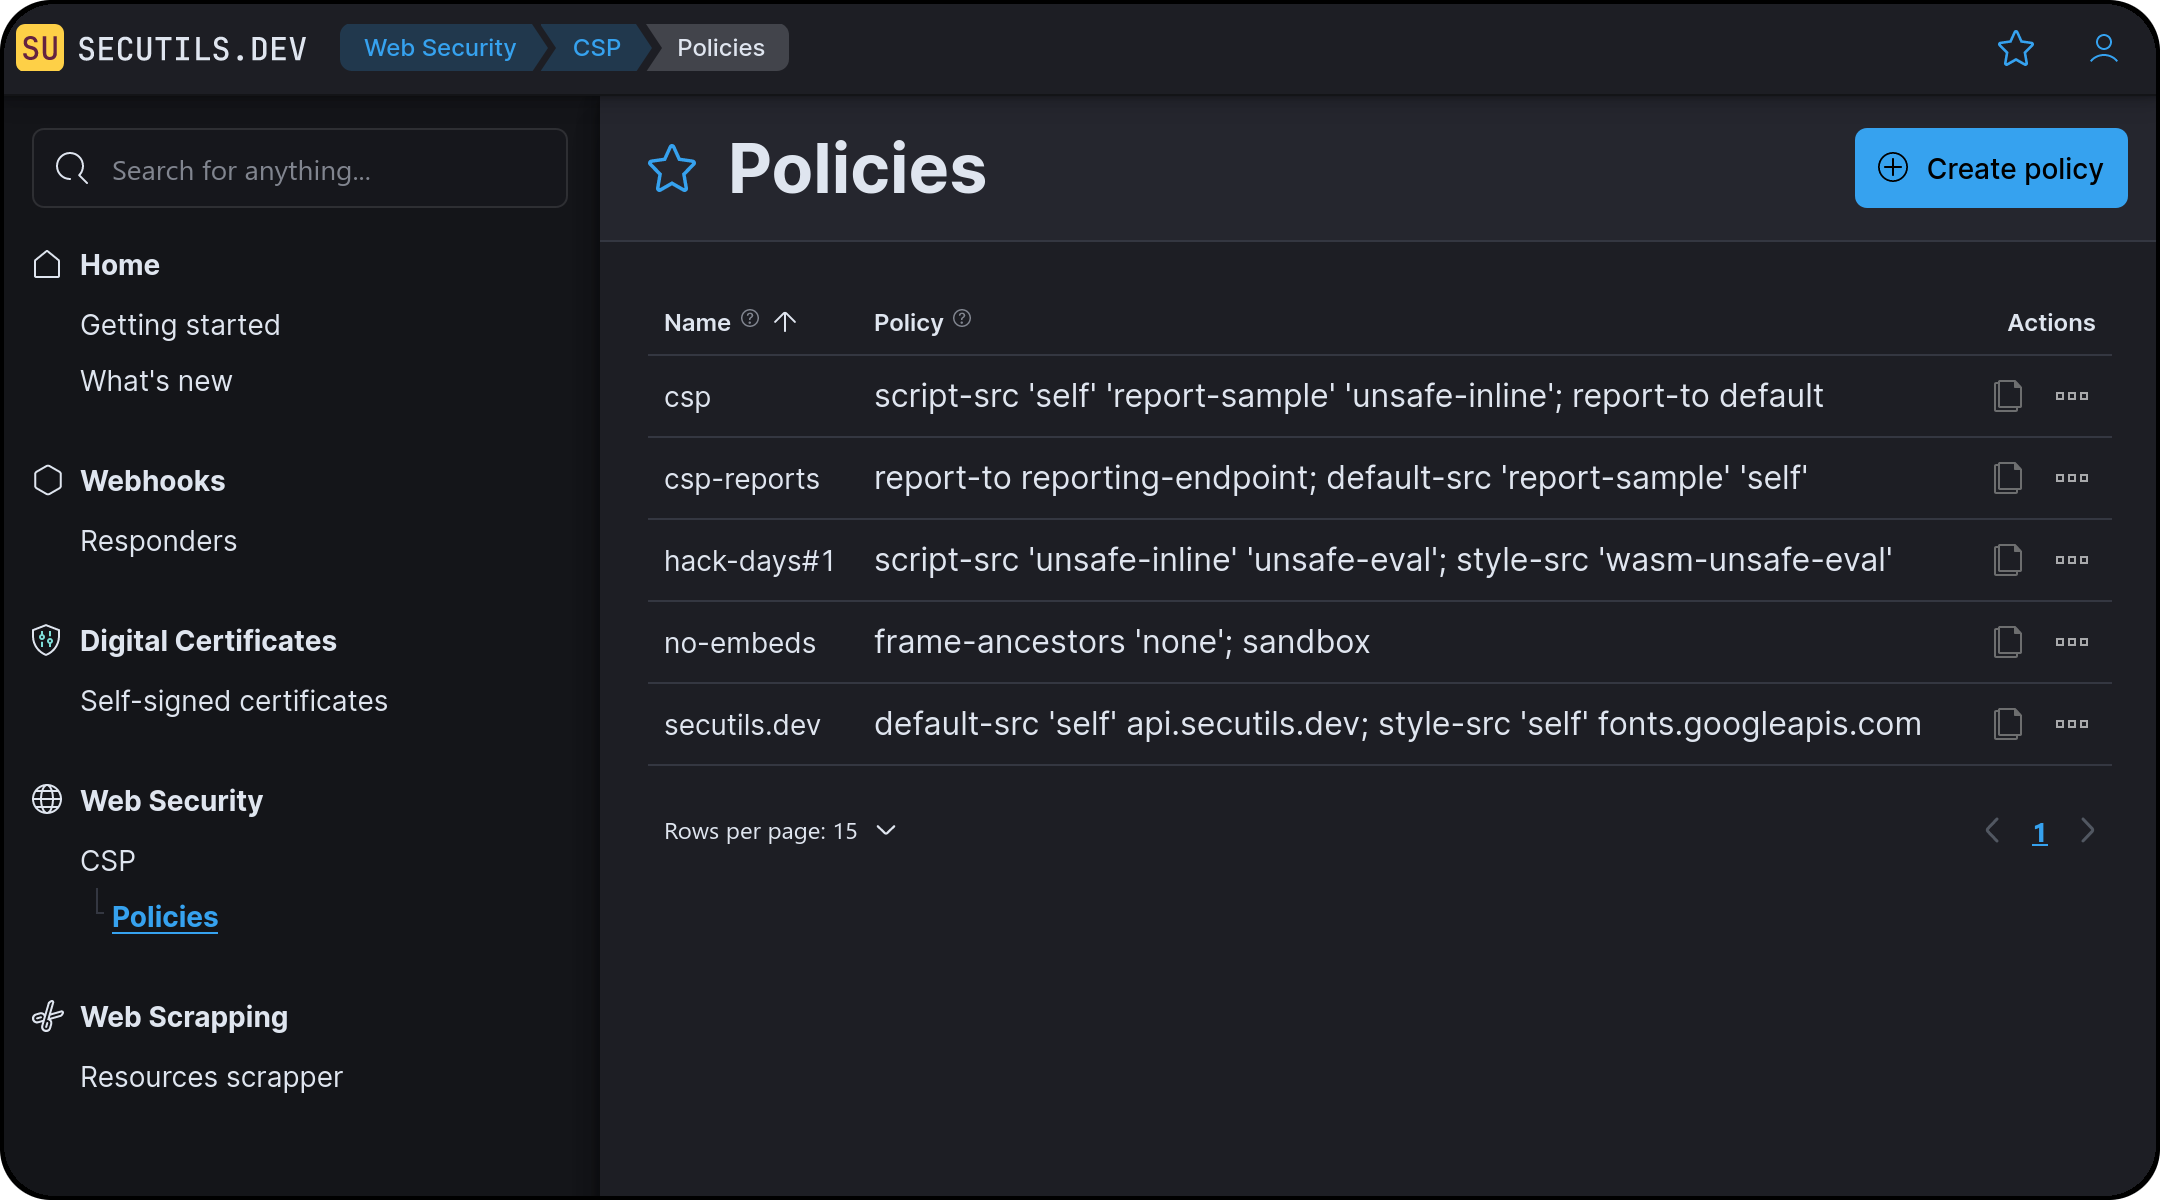 SU SECUTILS.DEV
Web Security
CSP
Policies
Search for anything...
Home
Getting started
What's new
Webhooks
Responders
Digital Certificates
Self-signed certificates
Web Security
CSP
Policies
Web Scrapping
Resources scrapper
Policies
Create policy
Name Policy Actions
csp script-src 'self' 'report-sample' 'unsafe-inline'; report-to default
csp-reports report-to reporting-endpoint; default-src 'report-sample' 'self'
hack-days#1 script-src 'unsafe-inline' 'unsafe-eval'; style-src 'wasm-unsafe-eval'
no-embeds frame-ancestors 'none'; sandbox
secutils.dev default-src 'self' api.secutils.dev; style-src 'self' fonts.googleapis.com
Rows per page: 15
1